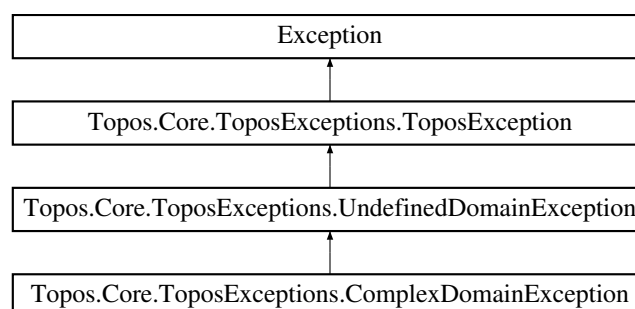 Exception
Topos.Core.ToposExceptions.ToposException
Topos.Core.ToposExceptions.UndefinedDomainException
Topos.Core.ToposExceptions.ComplexDomainException